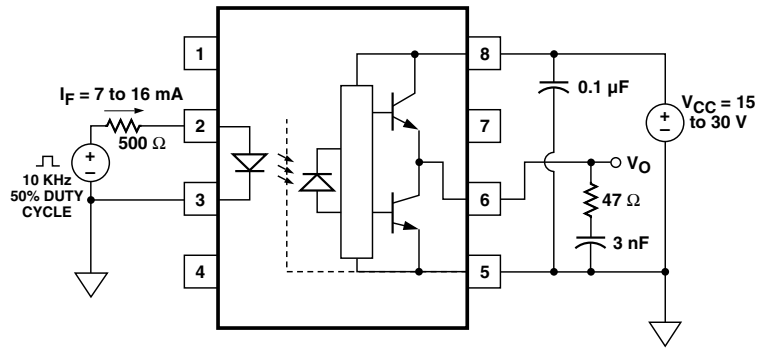 1
8
I_F = 7 to 16 mA
0.1 µF
V_CC = 15
to 30 V
+
–
2
7
500 Ω
+
–
V_O
10 KHz
50% DUTY
CYCLE
3
6
47 Ω
3 nF
4
5